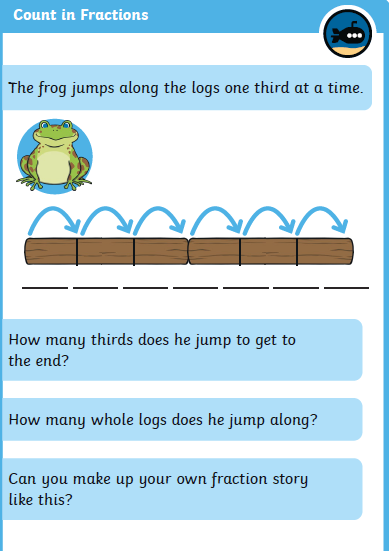 Count in Fractions
The frog jumps along the logs one third at a time.
How many thirds does he jump to get to
the end?
How many whole logs does he jump along?
Can you make up your own fraction story
like this?